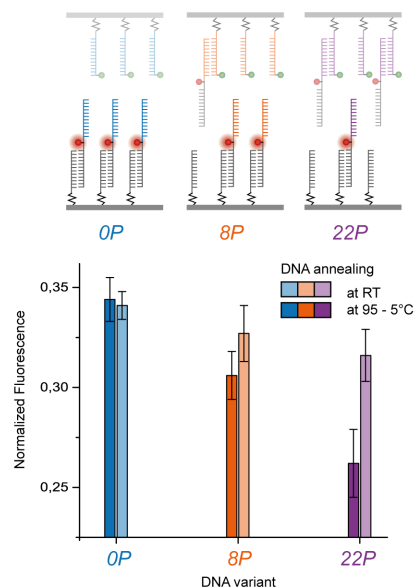 0P 8P 22P
DNA annealing
at RT
at 95 - 5°C
Normalized Fluorescence
0,35
0,30
0,25
0P 8P 22P
DNA variant